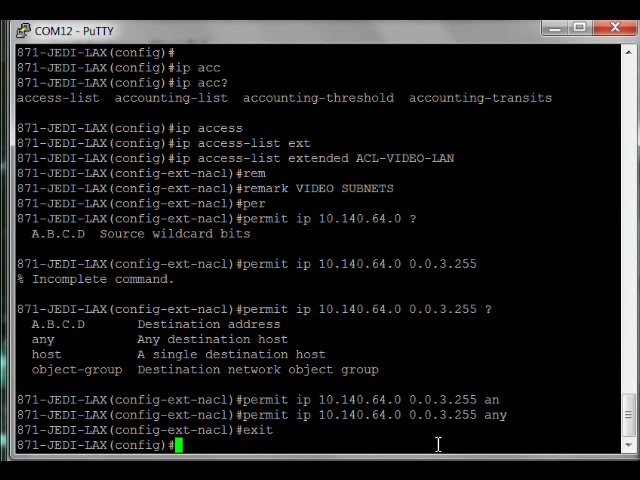 COM12 - PuTTY
871-JEDI-LAX(config)#
871-JEDI-LAX(config)#ip acc
871-JEDI-LAX(config)#ip acc?
access-list  accounting-list  accounting-threshold  accounting-transits
871-JEDI-LAX(config)#ip access
871-JEDI-LAX(config)#ip access-list ext
871-JEDI-LAX(config)#ip access-list extended ACL-VIDEO-LAN
871-JEDI-LAX(config-ext-nacl)#rem
871-JEDI-LAX(config-ext-nacl)#remark VIDEO SUBNETS
871-JEDI-LAX(config-ext-nacl)#per
871-JEDI-LAX(config-ext-nacl)#permit ip 10.140.64.0 ?
A.B.C.D  Source wildcard bits
871-JEDI-LAX(config-ext-nacl)#permit ip 10.140.64.0 0.0.3.255
% Incomplete command.
871-JEDI-LAX(config-ext-nacl)#permit ip 10.140.64.0 0.0.3.255 ?
A.B.C.D       Destination address
any           Any destination host
host          A single destination host
object-group  Destination network object group
871-JEDI-LAX(config-ext-nacl)#permit ip 10.140.64.0 0.0.3.255 an
871-JEDI-LAX(config-ext-nacl)#permit ip 10.140.64.0 0.0.3.255 any
871-JEDI-LAX(config-ext-nacl)#exit
871-JEDI-LAX(config)#